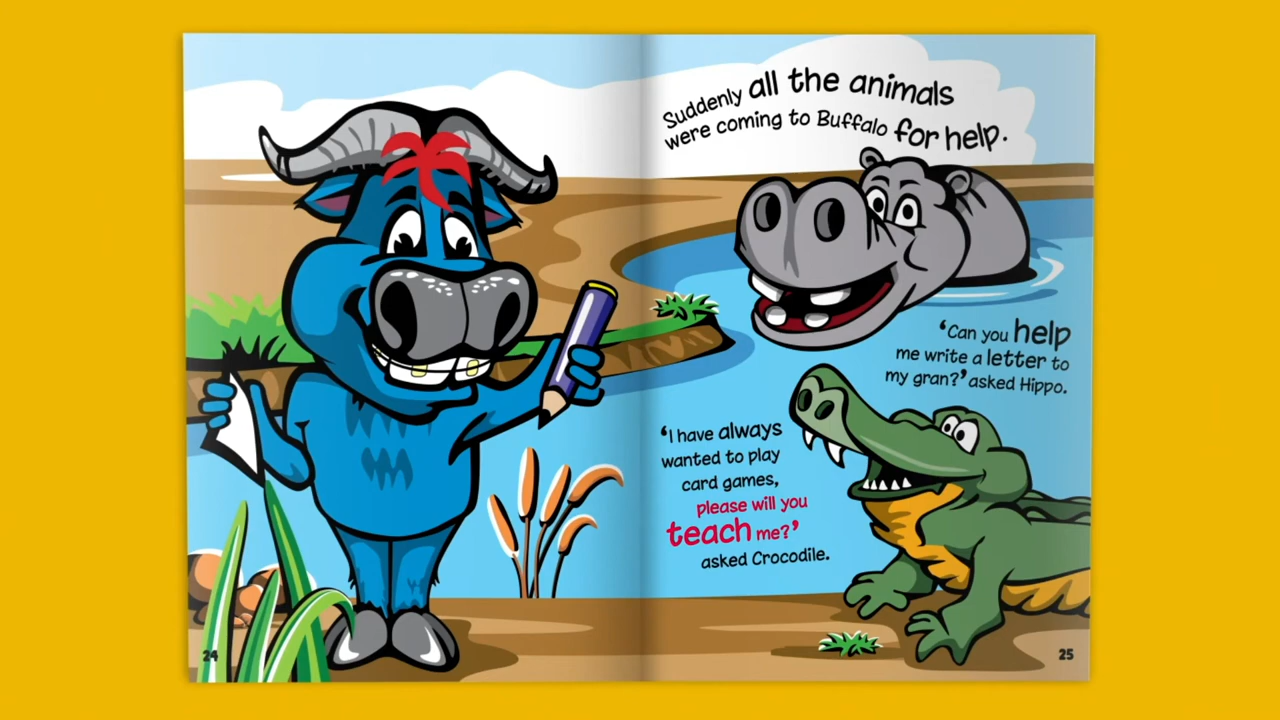 Suddenly all the animals
were coming to Buffalo for help.
‘Can you help
me write a letter to
my gran?’ asked Hippo.
‘I have always
wanted to play
card games,
please will you
teach me?’
asked Crocodile.
24
25